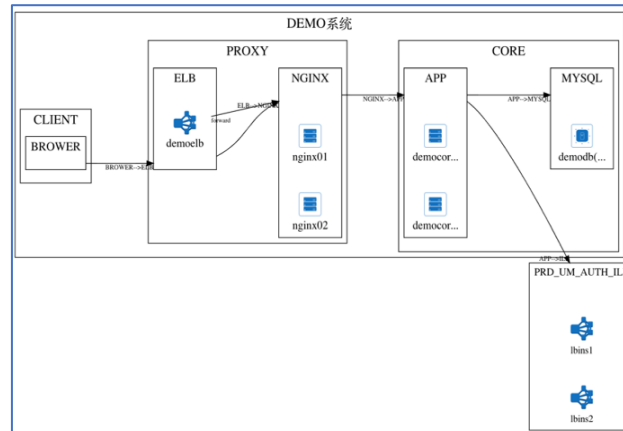 DEMO系统
PROXY
CORE
ELB
NGINX
APP
MYSQL
CLIENT
BROWER
demoelb
forward
ELB-->NGINX
NGINX-->APP
APP-->MYSQL
BROWER-->ELB
nginx01
nginx02
democor...
democor...
demodb(...
PRD_UM_AUTH_IL
lbins1
lbins2